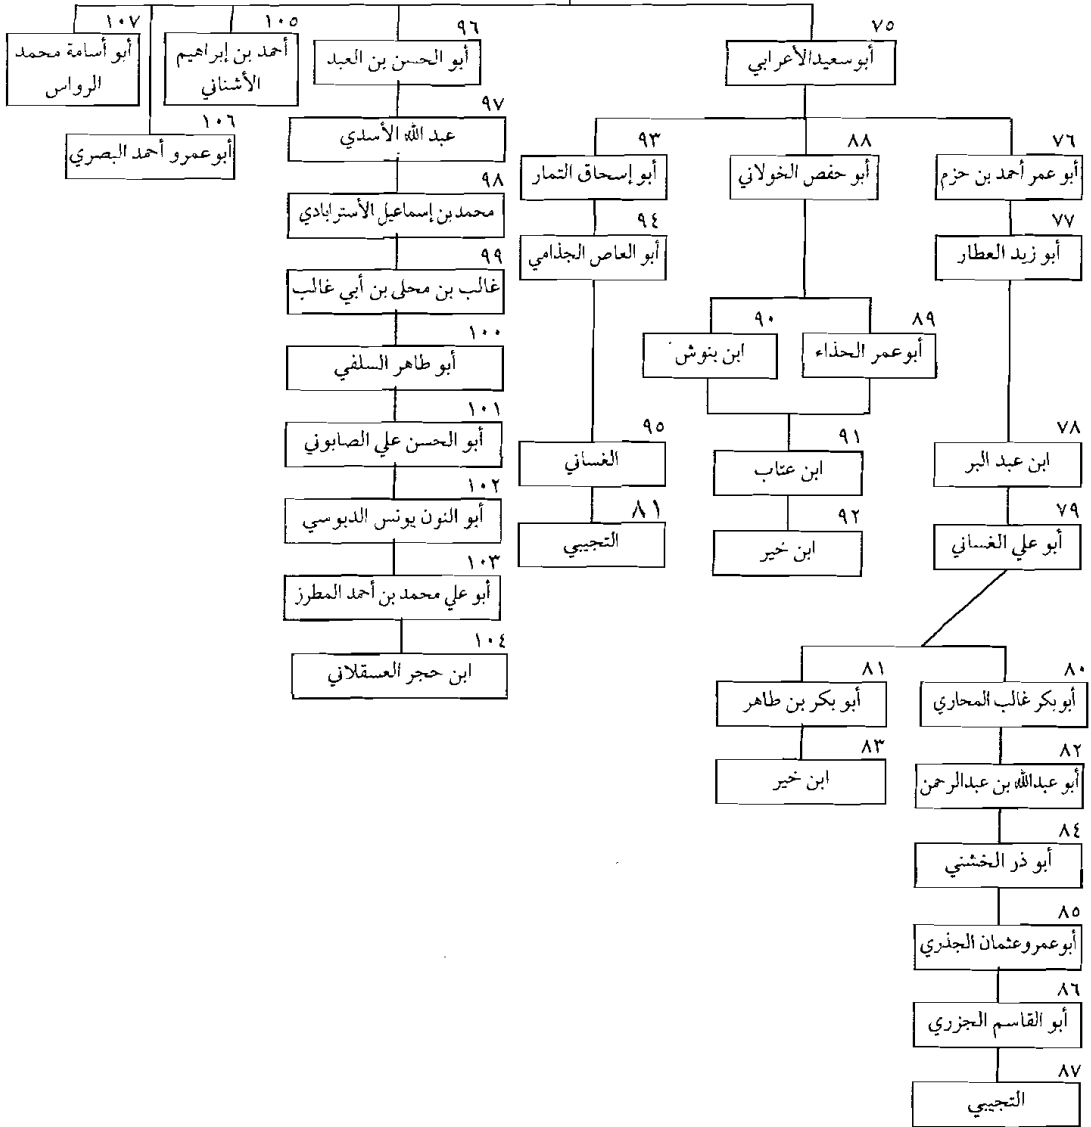 ٧٥
أبو سعيد الأعرابي
٩٦
أبو الحسن بن العبد
١٠٥
أحمد بن إبراهيم
الأشناني
١٠٧
أبو أسامة محمد
الرواس
١٠٦
أبو عمرو أحمد البصري
٧٦
أبو عمر أحمد بن حزم
٧٧
أبو زيد العطار
٧٨
ابن عبد البر
٧٩
أبو علي الغساني
٨٠
أبو بكر غالب المحاري
٨٢
أبو عبدالله بن عبدالرحمن
٨٤
أبو ذر الخشني
٨٥
أبو عمرو عثمان الجذري
٨٦
أبو القاسم الجزري
٨٧
التجيبي
٨١
أبو بكر بن طاهر
٨٣
ابن خير
٨٨
أبو حفص الخولاني
٨٩
أبو عمر الحذاء
٩٠
ابن بنوش
٩١
ابن عتاب
٩٢
ابن خير
٩٣
أبو إسحاق التمار
٩٤
أبو العاص الجذامي
٩٥
الغساني
٨١
التجيبي
٩٧
عبد الله الأسدي
٩٨
محمد بن إسماعيل الأسترابادي
٩٩
غالب بن محلى بن أبي غالب
١٠٠
أبو طاهر السلفي
١٠١
أبو الحسن علي الصابوني
١٠٢
أبو النون يونس الدبوسي
١٠٣
أبو علي محمد بن أحمد المطرز
١٠٤
ابن حجر العسقلاني